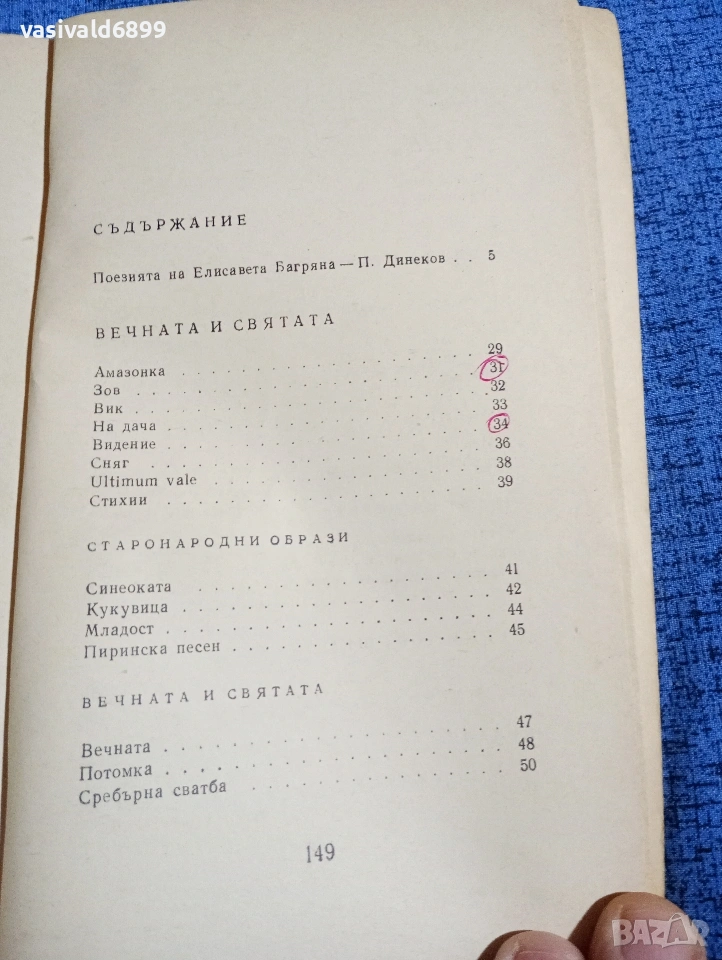 vasivald6899
СЪДЪРЖАНИЕ
Поезията на Елисавета Багряна — П. Динеков . . 5
ВЕЧНАТА И СВЯТАТА
Амазонка . . . . . . . . . . . . . . . . 29
Зов . . . . . . . . . . . . . . . . 31
Вик . . . . . . . . . . . . . . . . 32
На дача . . . . . . . . . . . . . . . . 33
Видение . . . . . . . . . . . . . . . . 34
Сняг . . . . . . . . . . . . . . . . 36
Ultimum vale . . . . . . . . . . . . . . . . 38
Стихии . . . . . . . . . . . . . . . . 39
СТАРОНАРОДНИ ОБРАЗИ
Синеоката . . . . . . . . . . . . . . . . 41
Кукувица . . . . . . . . . . . . . . . . 42
Младост . . . . . . . . . . . . . . . . 44
Пиринска песен . . . . . . . . . . . . . . . . 45
ВЕЧНАТА И СВЯТАТА
Вечната . . . . . . . . . . . . . . . . 47
Потомка . . . . . . . . . . . . . . . . 48
Сребърна сватба . . . . . . . . . . . . . . . . 50
149
BAZAR